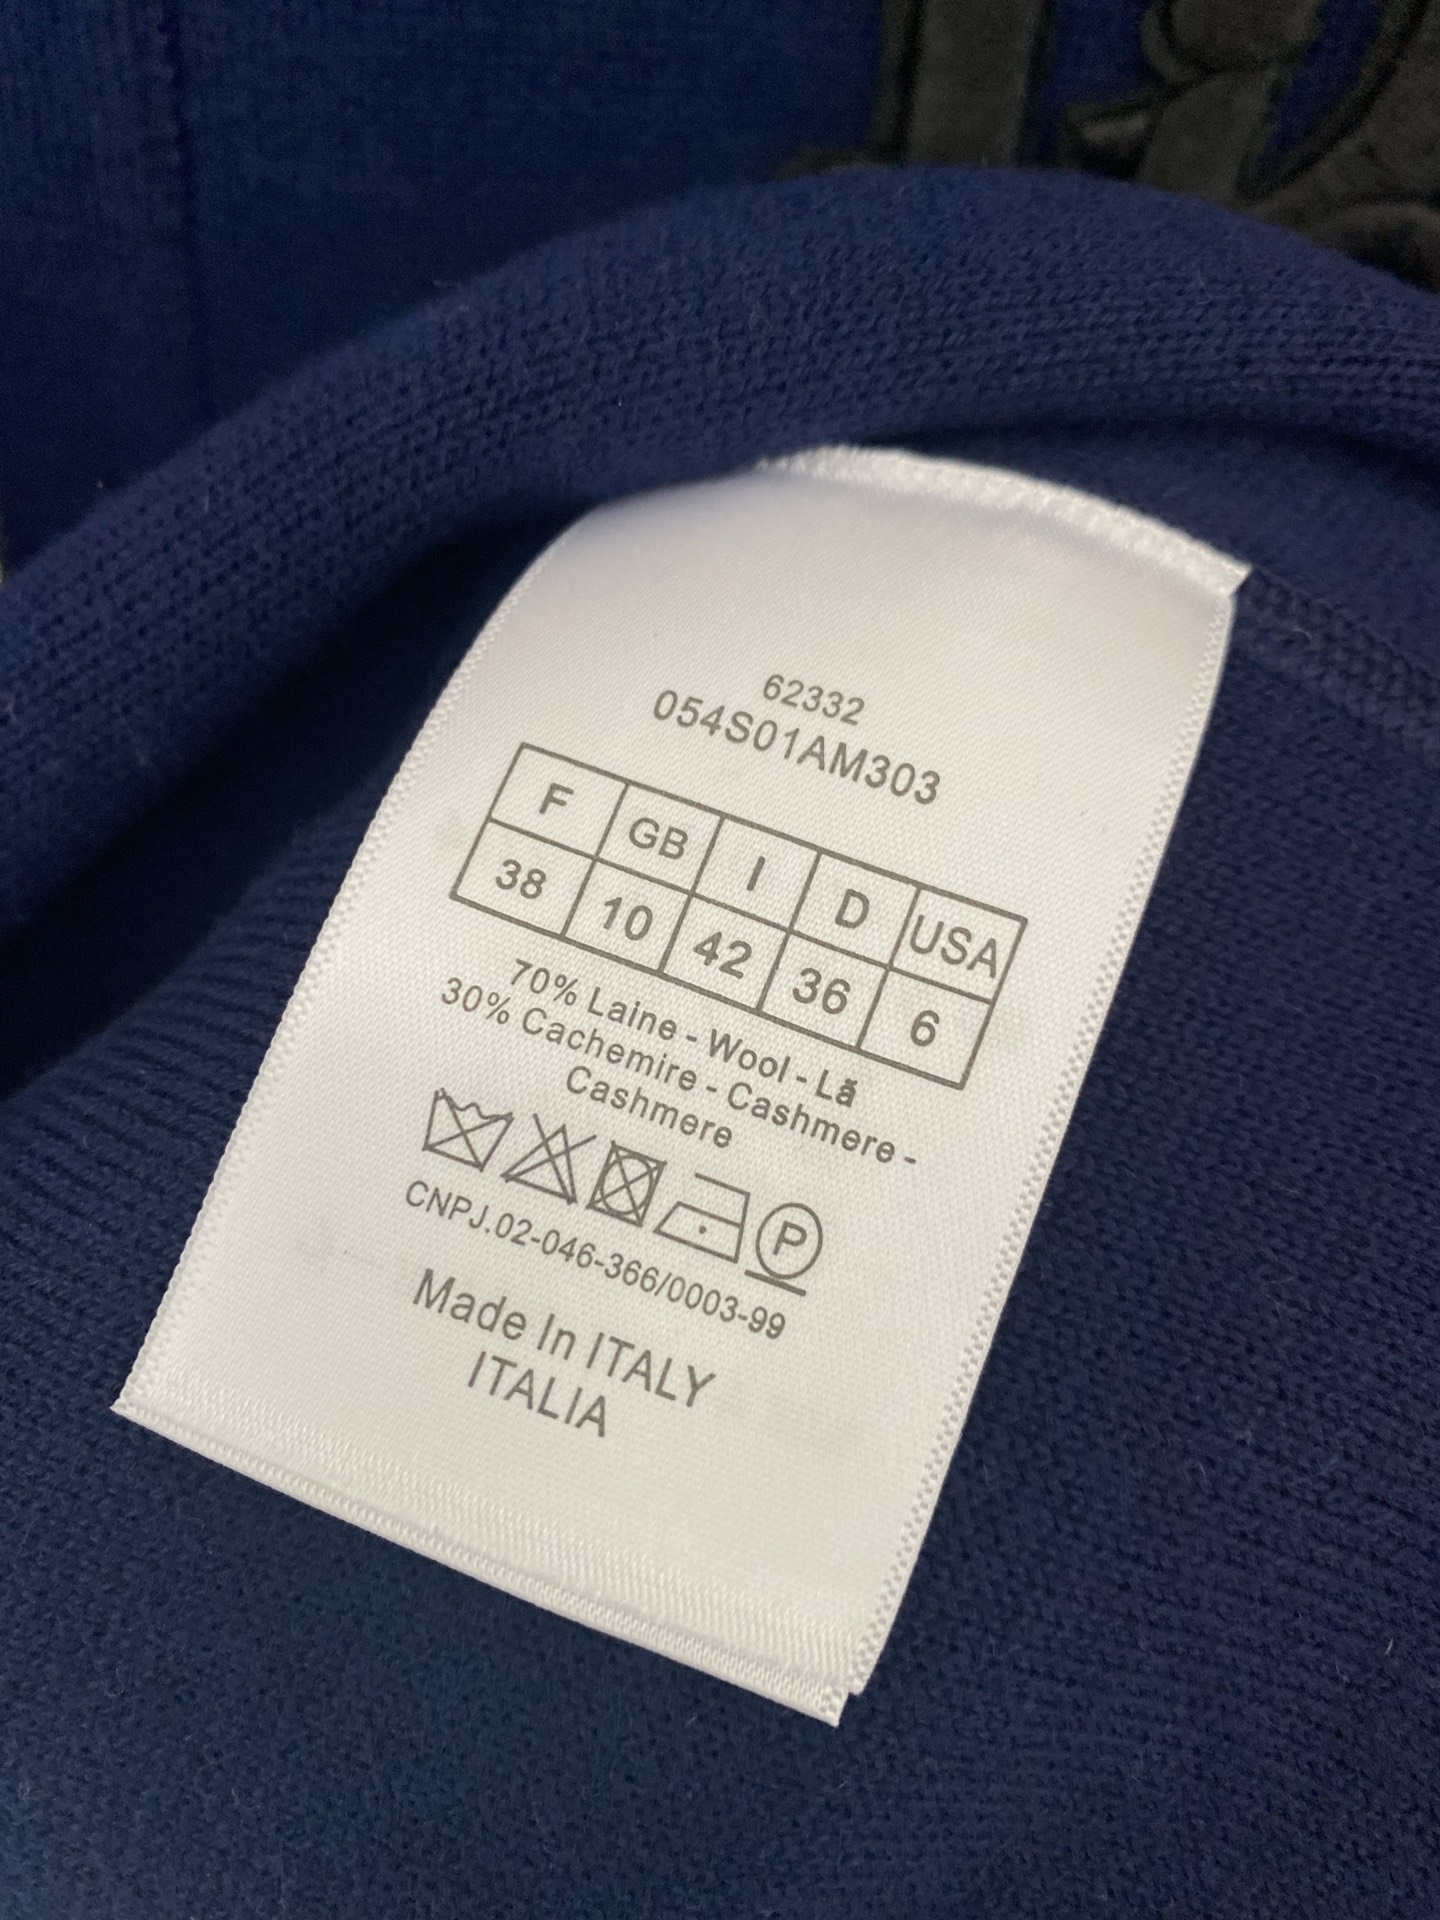 62332
054S01AM303
F GB I D USA
38 10 42 36 6
70% Laine - Wool - Lã
30% Cachemire - Cashmere -
Cashmere
P
CNPJ.02-046-366/0003-99
Made In ITALY
ITALIA